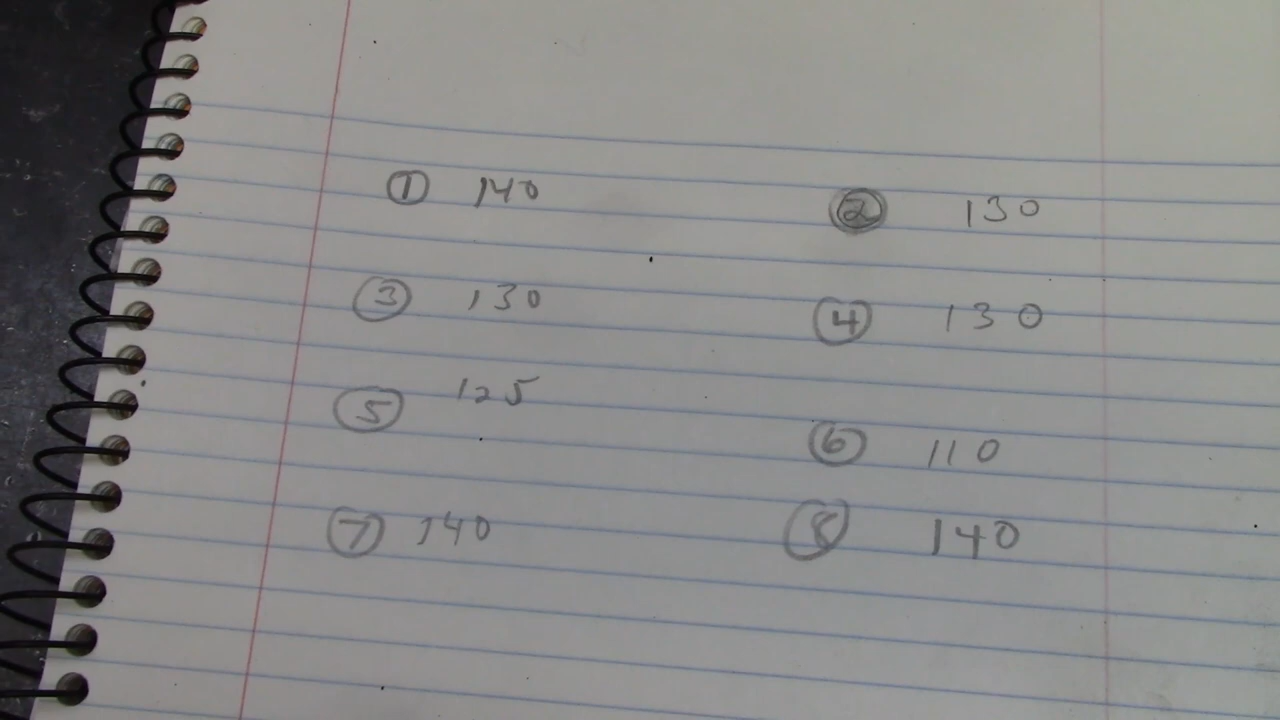 ① 140 ② 130
③ 130 ④ 130
⑤ 125 ⑥ 110
⑦ 140 ⑧ 140